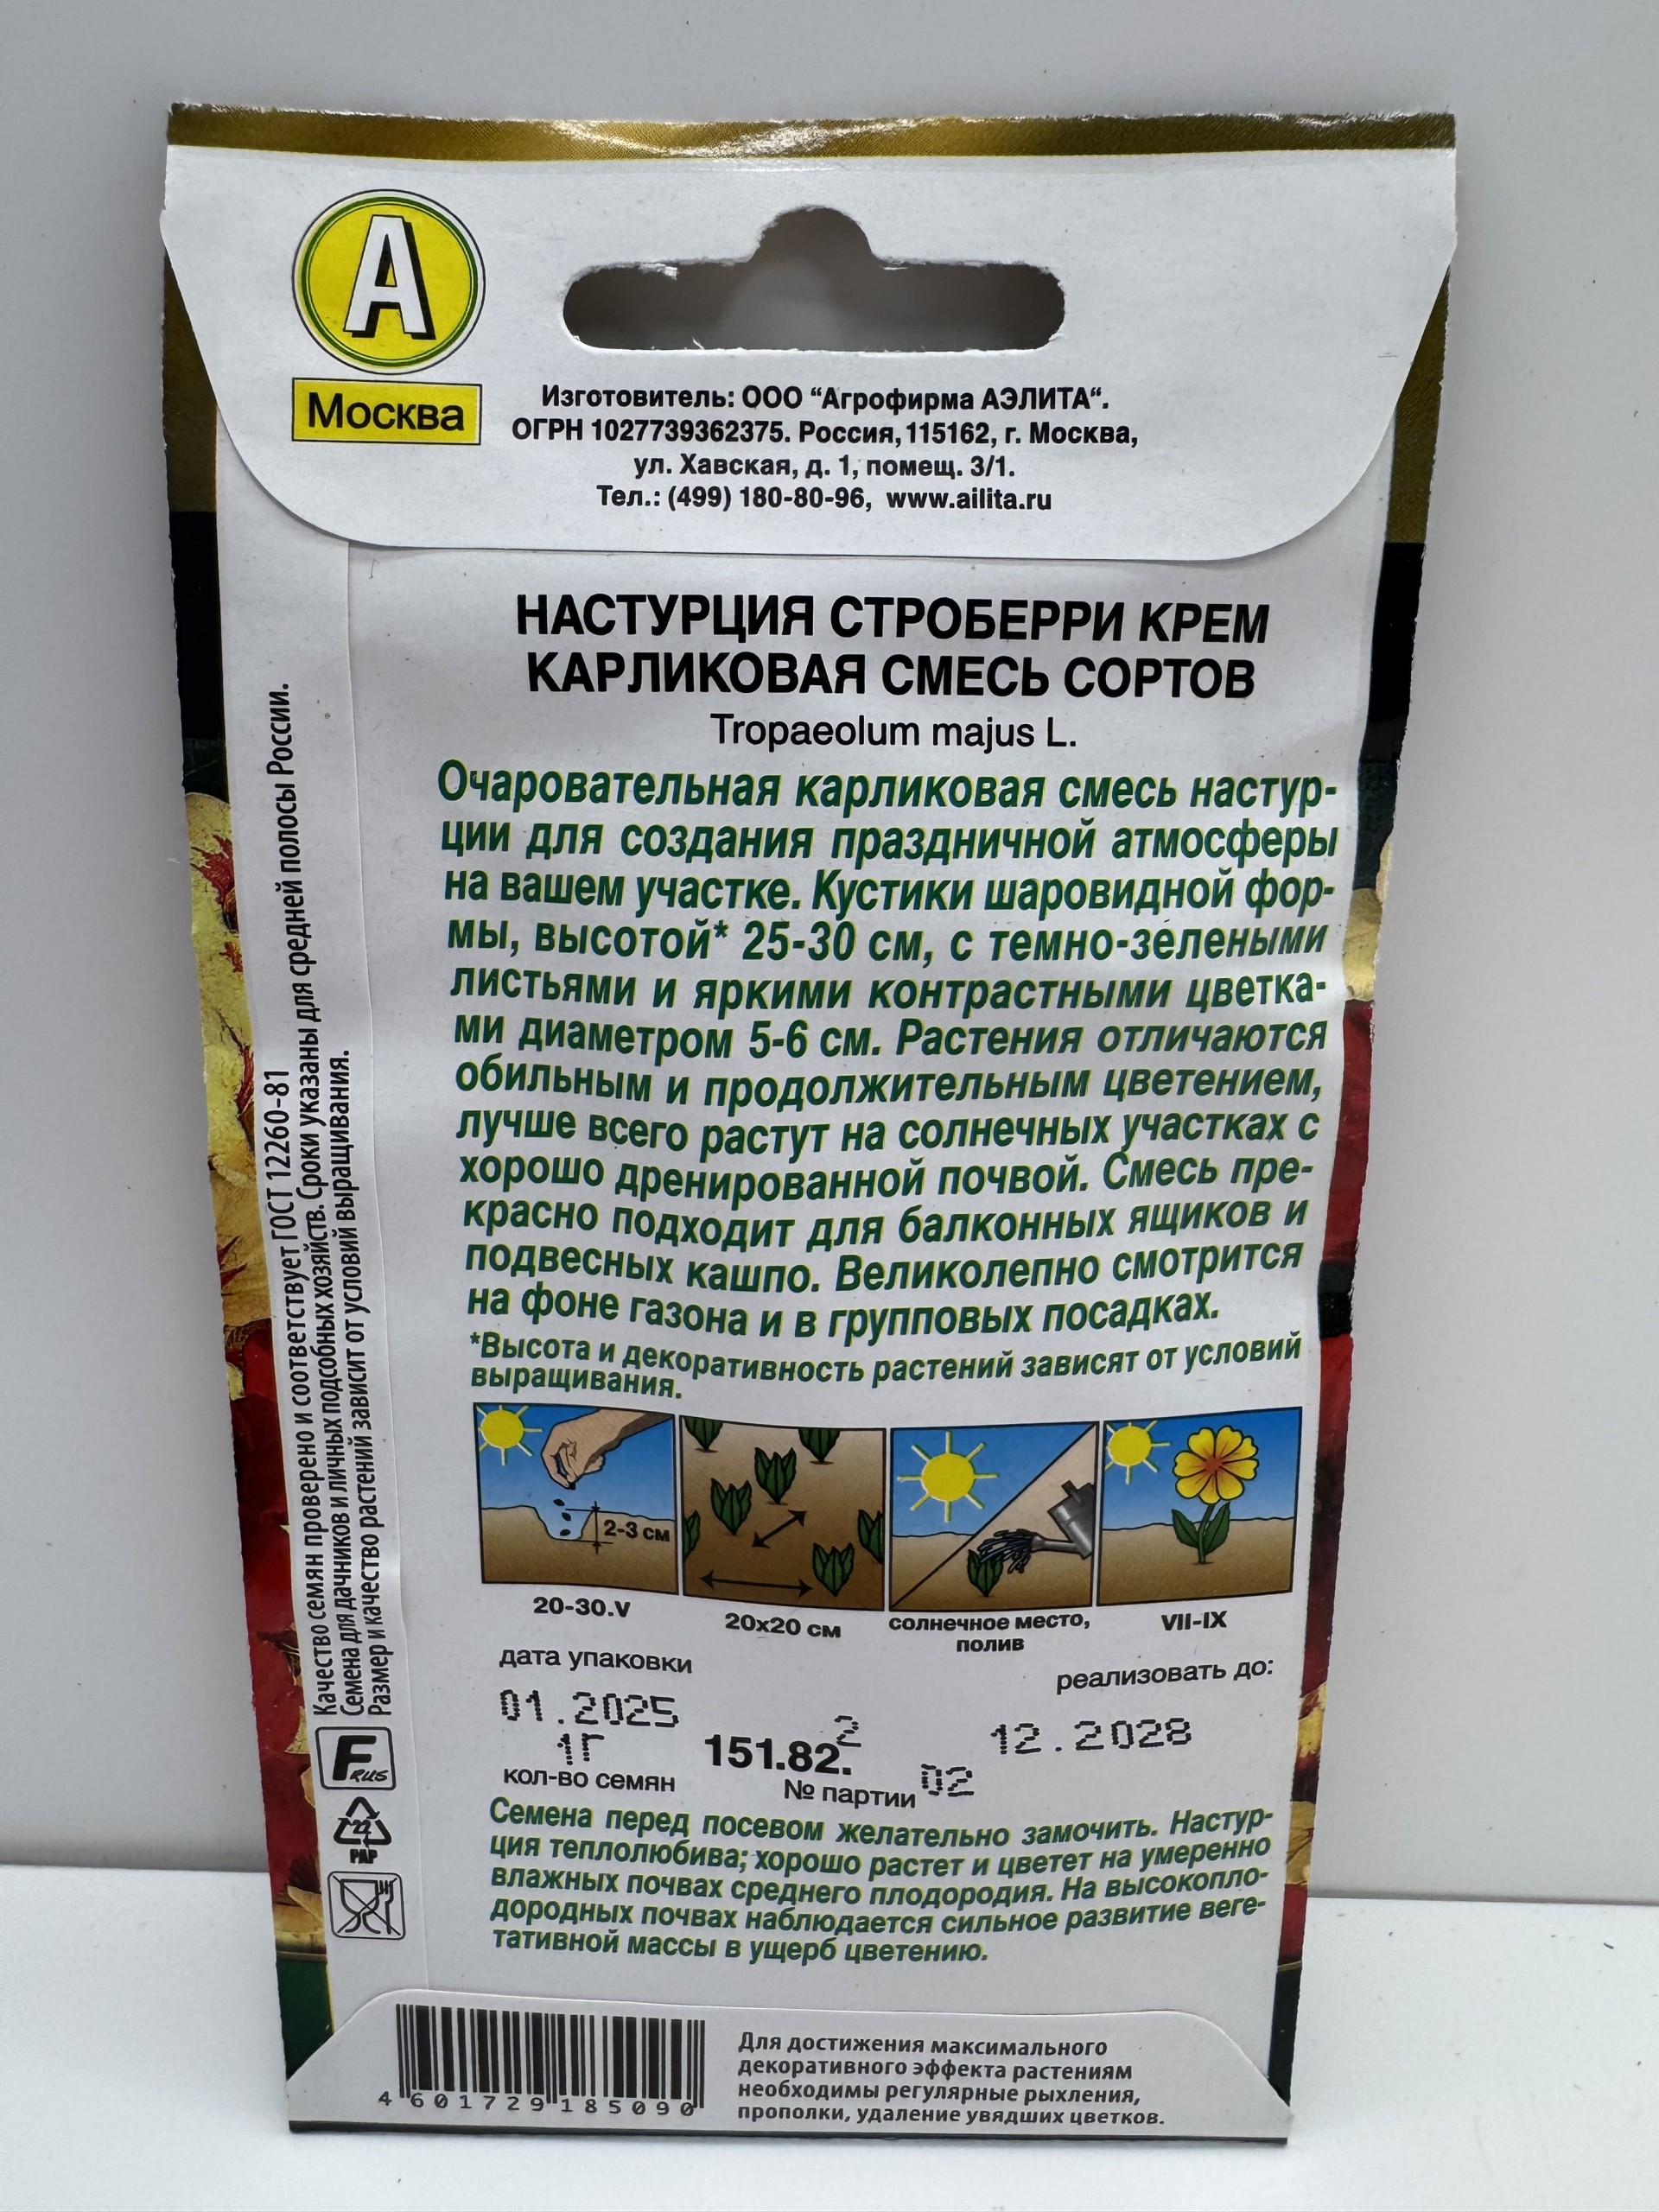 А
Москва
Изготовитель: ООО “Агрофирма АЭЛИТА“.
ОГРН 1027739362375. Россия, 115162, г. Москва,
ул. Хавская, д. 1, помещ. 3/1.
Тел.: (499) 180-80-96, www.ailita.ru
НАСТУРЦИЯ СТРОБЕРРИ КРЕМ
КАРЛИКОВАЯ СМЕСЬ СОРТОВ
Tropaeolum majus L.
Очаровательная карликовая смесь настур-
ции для создания праздничной атмосферы
на вашем участке. Кустики шаровидной фор-
мы, высотой* 25-30 см, с темно-зелеными
листьями и яркими контрастными цветка-
ми диаметром 5-6 см. Растения отличаются
обильным и продолжительным цветением,
лучше всего растут на солнечных участках с
хорошо дренированной почвой. Смесь пре-
красно подходит для балконных ящиков и
подвесных кашпо. Великолепно смотрится
на фоне газона и в групповых посадках.
*Высота и декоративность растений зависят от условий
выращивания.
2-3 см
20-30.V
20x20 см
солнечное место,
полив
VII-IX
дата упаковки
реализовать до:
01.2025
12.2028
1г
151.82.
2
кол-во семян
№ партии
02
Семена перед посевом желательно замочить. Настур-
ция теплолюбива; хорошо растет и цветет на умеренно
влажных почвах среднего плодородия. На высокопло-
дородных почвах наблюдается сильное развитие веге-
тативной массы в ущерб цветению.
Качество семян проверено и соответствует ГОСТ 12260-81
Семена для дачников и личных подсобных хозяйств. Сроки указаны для средней полосы России.
Размер и качество растений зависит от условий выращивания.
F RUS
22
PAP
4 601729 185090
Для достижения максимального
декоративного эффекта растениям
необходимы регулярные рыхления,
прополки, удаление увядших цветков.